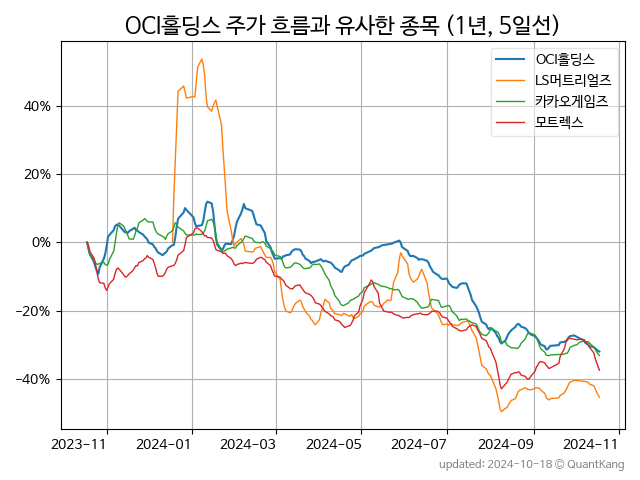 OCI홀딩스 주가 흐름과 유사한 종목 (1년, 5일선)
OCI홀딩스
LS머트리얼즈
카카오게임즈
모트렉스
40%
20%
0%
−20%
−40%
2023-11 2024-01 2024-03 2024-05 2024-07 2024-09 2024-11
updated: 2024-10-18 © QuantKang